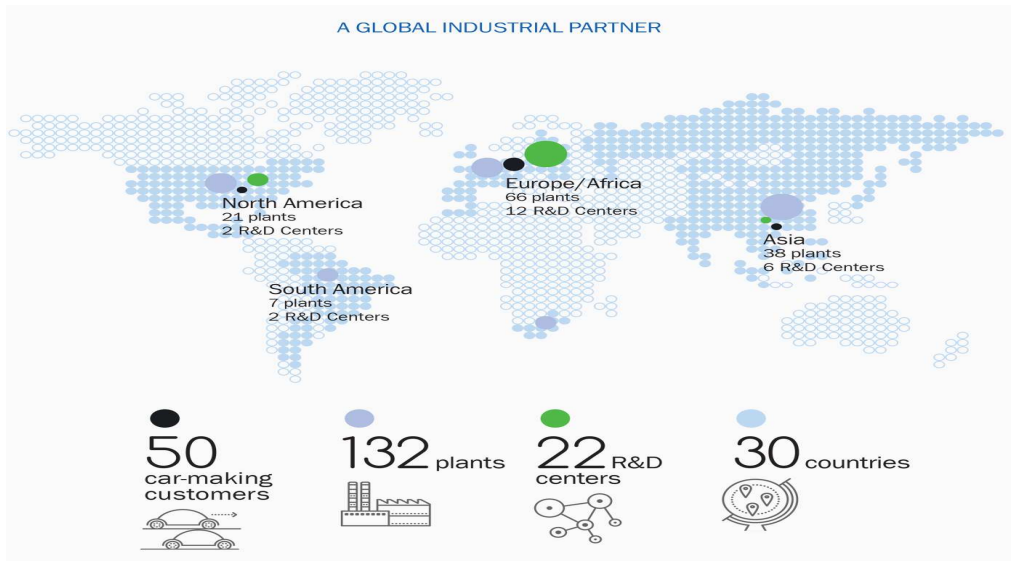 A GLOBAL INDUSTRIAL PARTNER
North America
21 plants
2 R&D Centers
Europe/Africa
66 plants
12 R&D Centers
Asia
38 plants
6 R&D Centers
South America
7 plants
2 R&D Centers
50
car-making
customers
132 plants
22 R&D
centers
30 countries